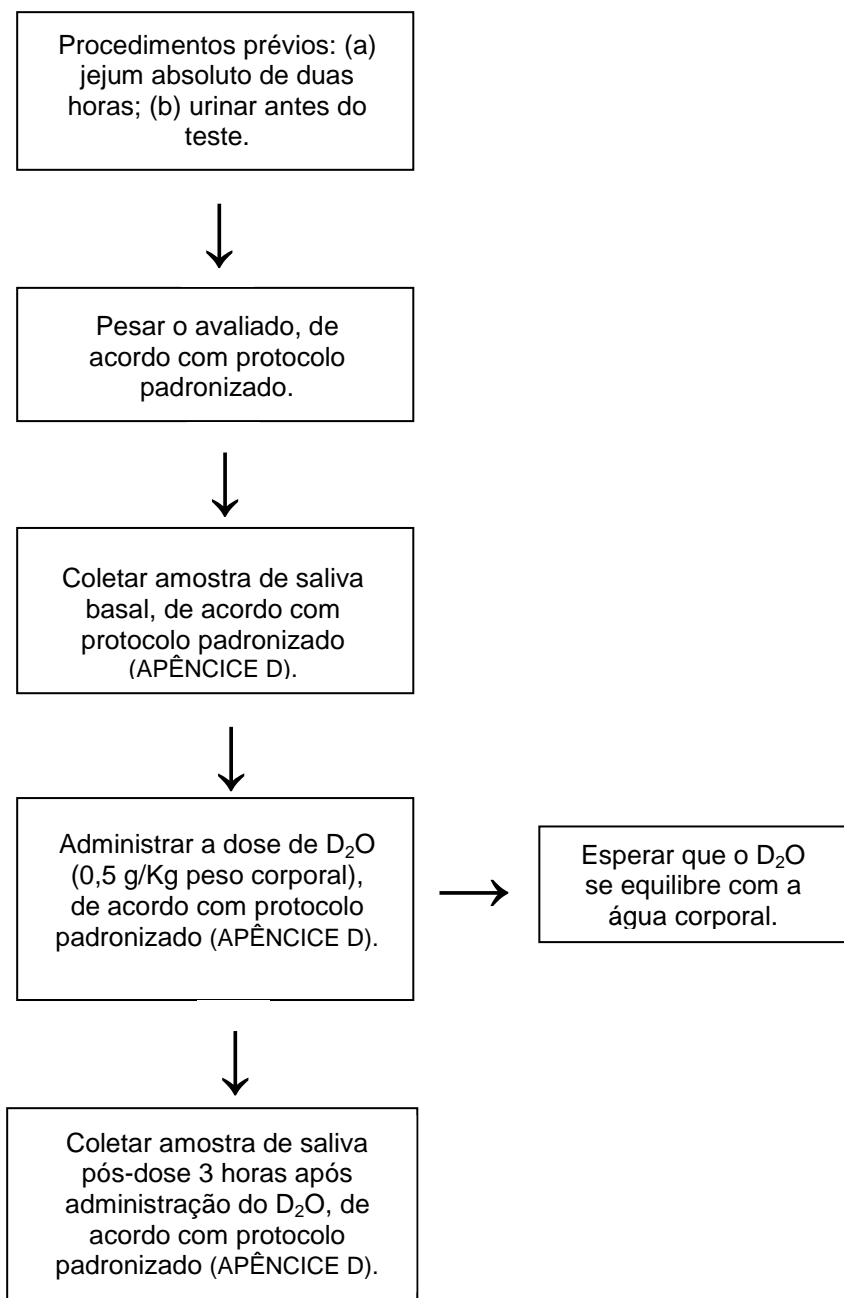 Procedimentos prévios: (a)
jejum absoluto de duas
horas; (b) urinar antes do
teste.
Pesar o avaliado, de
acordo com protocolo
padronizado.
Coletar amostra de saliva
basal, de acordo com
protocolo padronizado
(APÊNCICE D).
Administrar a dose de D₂O
(0,5 g/Kg peso corporal),
de acordo com protocolo
padronizado (APÊNCICE D).
Esperar que o D₂O
se equilibre com a
água corporal.
Coletar amostra de saliva
pós-dose 3 horas após
administração do D₂O, de
acordo com protocolo
padronizado (APÊNCICE D).